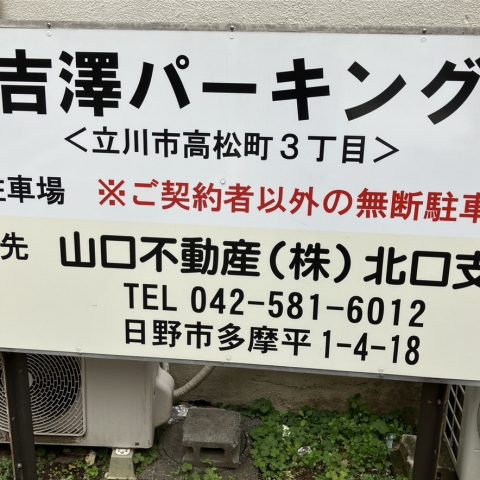 吉澤パーキング
＜立川市高松町３丁目＞
駐車場 ※ご契約者以外の無断駐車
先 山口不動産(株)北口支
TEL 042-581-6012
日野市多摩平1-4-18